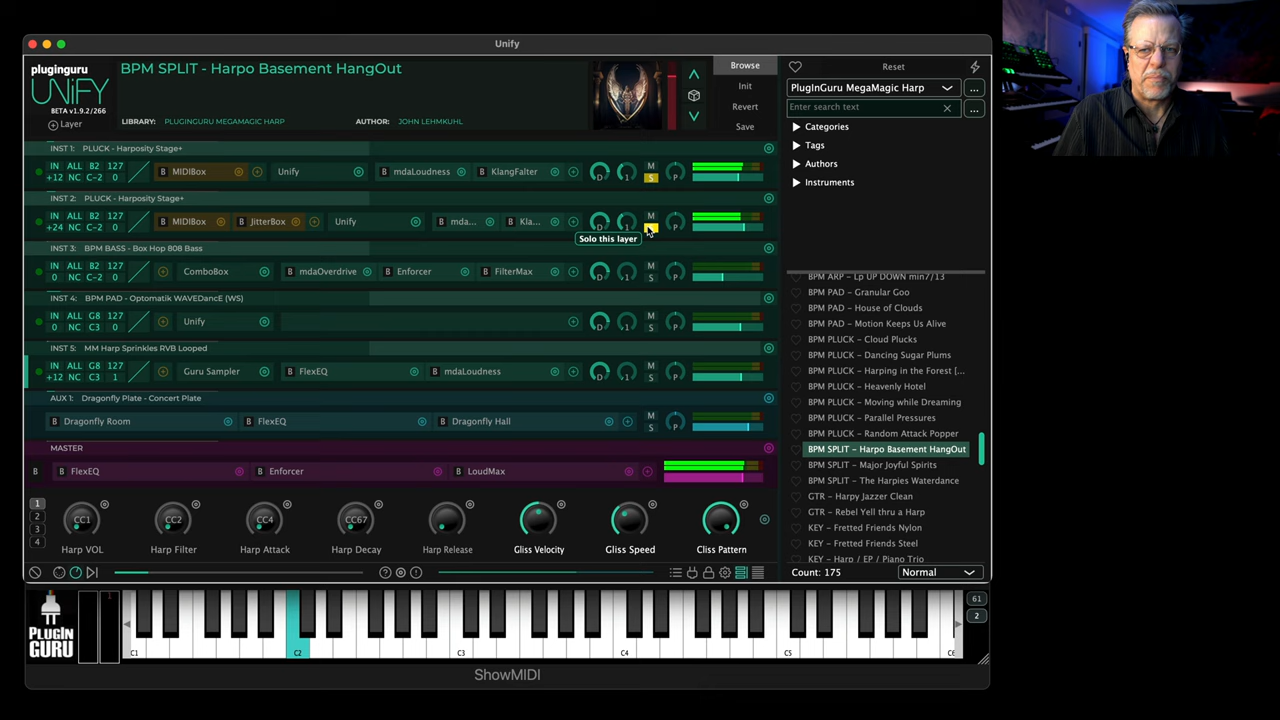 Unify
pluginguru
UNIFY
BETA v1.9.2/266
BPM SPLIT - Harpo Basement HangOut
LIBRARY: PLUGINGURU MEGAMAGIC HARP
AUTHOR: JOHN LEHMKUHL
Layer
Browse
Init
Revert
Save
Reset
PlugInGuru MegaMagic Harp
...
Enter search text
...
Categories
Tags
Authors
Instruments
INST 1: PLUCK - Harposity Stage+
IN ALL B2 127
+12 NC C-2 0
B MIDIBox
Unify
B mdaLoudness
B KlangFalter
D 1 M S P
INST 2: PLUCK - Harposity Stage+
IN ALL B2 127
+24 NC C-2 0
B MIDIBox
B JitterBox
Unify
B mda...
B Kla...
D 1 M P
Solo this layer
INST 3: BPM BASS - Box Hop 808 Bass
IN ALL B2 127
0 NC C-2 0
ComboBox
B mdaOverdrive
B Enforcer
B FilterMax
D 1 M S P
INST 4: BPM PAD - Optomatik WAVEDancE (WS)
IN ALL G8 127
0 NC C3 0
Unify
D 1 M S P
INST 5: MM Harp Sprinkles RVB Looped
IN ALL G8 127
+12 NC C3 1
Guru Sampler
B FlexEQ
B mdaLoudness
D 1 M S P
AUX 1: Dragonfly Plate - Concert Plate
B Dragonfly Room
B FlexEQ
B Dragonfly Hall
M S P
MASTER
B
B FlexEQ
B Enforcer
B LoudMax
1
2
3
4
CC1
CC2
CC4
CC67
Harp VOL
Harp Filter
Harp Attack
Harp Decay
Harp Release
Gliss Velocity
Gliss Speed
Cliss Pattern
BPM ARP - Lp UP DOWN min7/13
BPM PAD - Granular Goo
BPM PAD - House of Clouds
BPM PAD - Motion Keeps Us Alive
BPM PLUCK - Cloud Plucks
BPM PLUCK - Dancing Sugar Plums
BPM PLUCK - Harping in the Forest [...
BPM PLUCK - Heavenly Hotel
BPM PLUCK - Moving while Dreaming
BPM PLUCK - Parallel Pressures
BPM PLUCK - Random Attack Popper
BPM SPLIT - Harpo Basement HangOut
BPM SPLIT - Major Joyful Spirits
BPM SPLIT - The Harpies Waterdance
GTR - Harpy Jazzer Clean
GTR - Rebel Yell thru a Harp
KEY - Fretted Friends Nylon
KEY - Fretted Friends Steel
KEY - Harp / EP / Piano Trio
Count: 175
Normal
PLUGIN
GURU
1
C1
C2
C3
C4
C5
C6
61
2
ShowMIDI